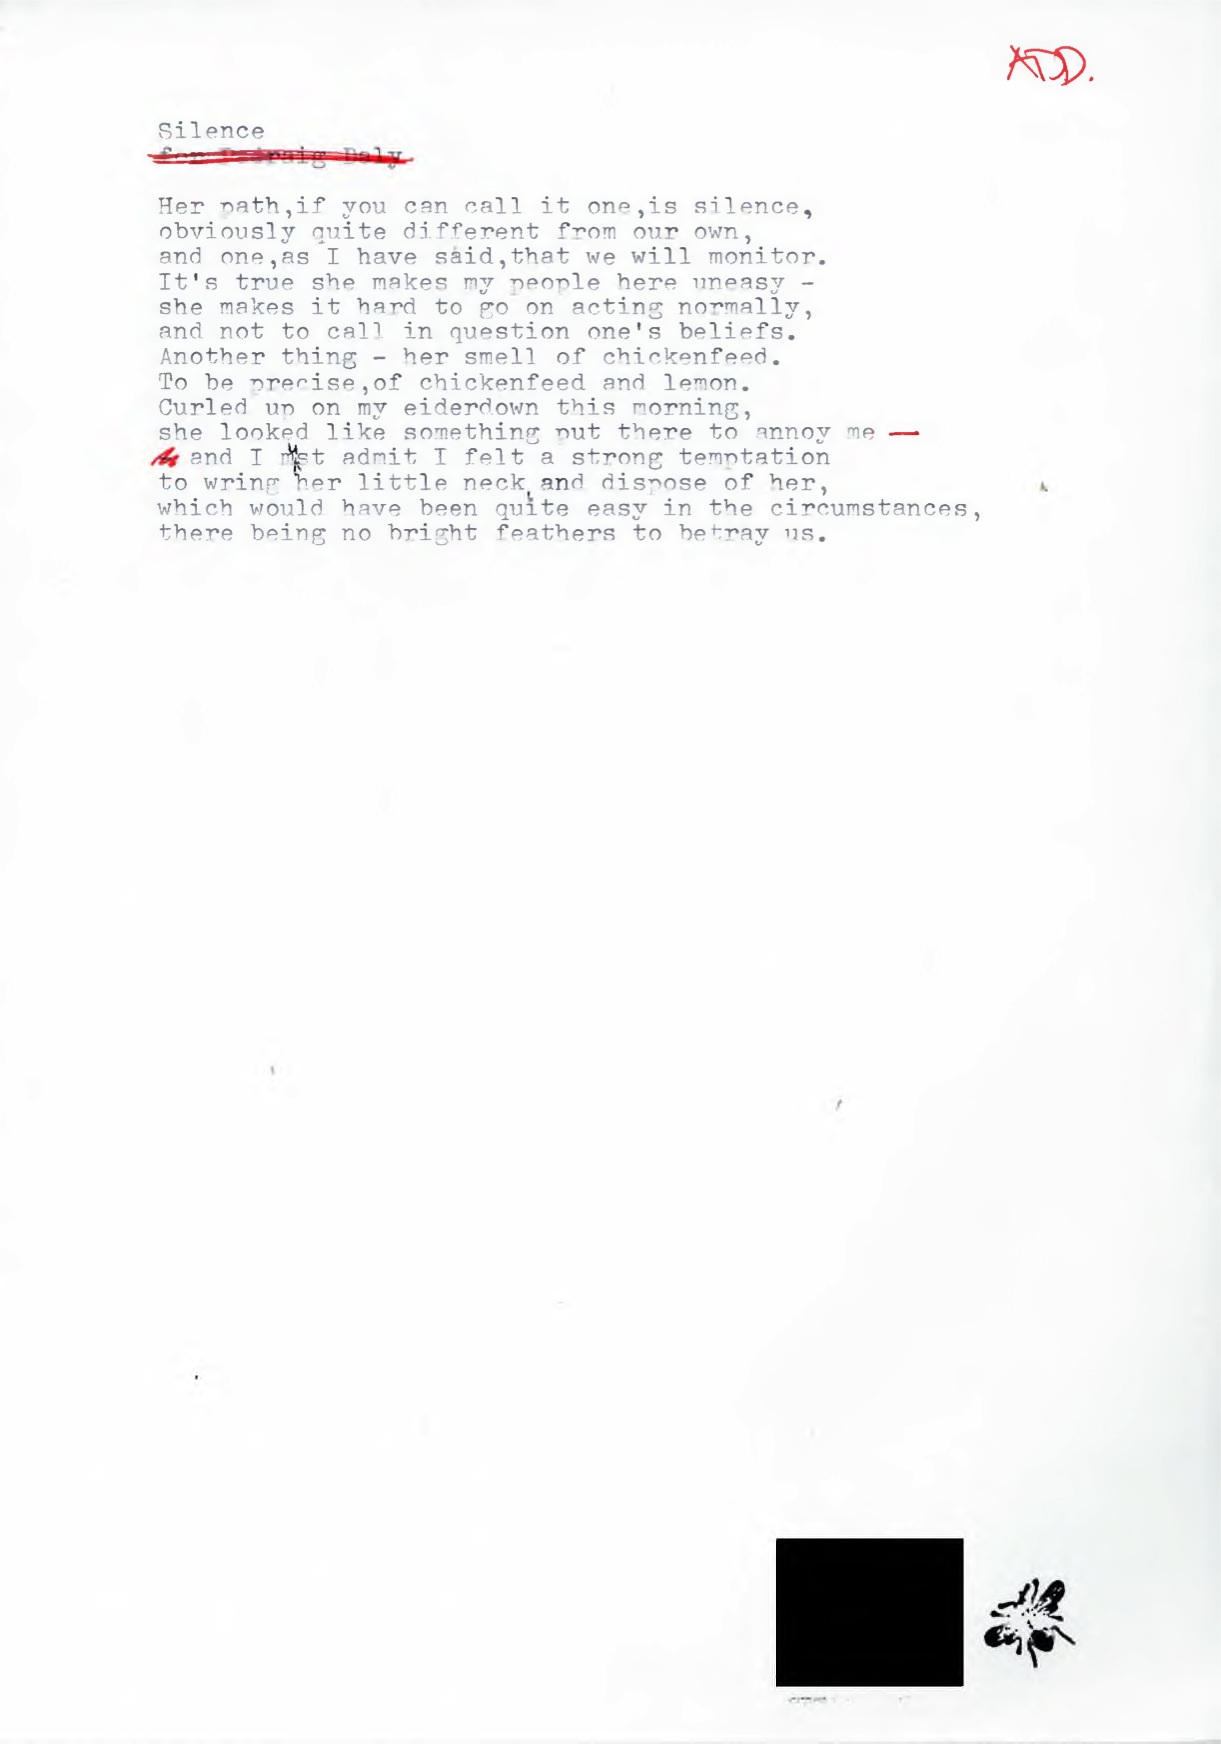 ADD.
Silence
for Padraig Daly
Her path,if you can call it one,is silence,
obviously quite different from our own,
and one,as I have said,that we will monitor.
It's true she makes my people here uneasy -
she makes it hard to go on acting normally,
and not to call in question one's beliefs.
Another thing - her smell of chickenfeed.
To be precise,of chickenfeed and lemon.
Curled up on my eiderdown this morning,
she looked like something put there to annoy me —
and I must admit I felt a strong temptation
to wring her little neck, and dispose of her,
which would have been quite easy in the circumstances,
there being no bright feathers to betray us.